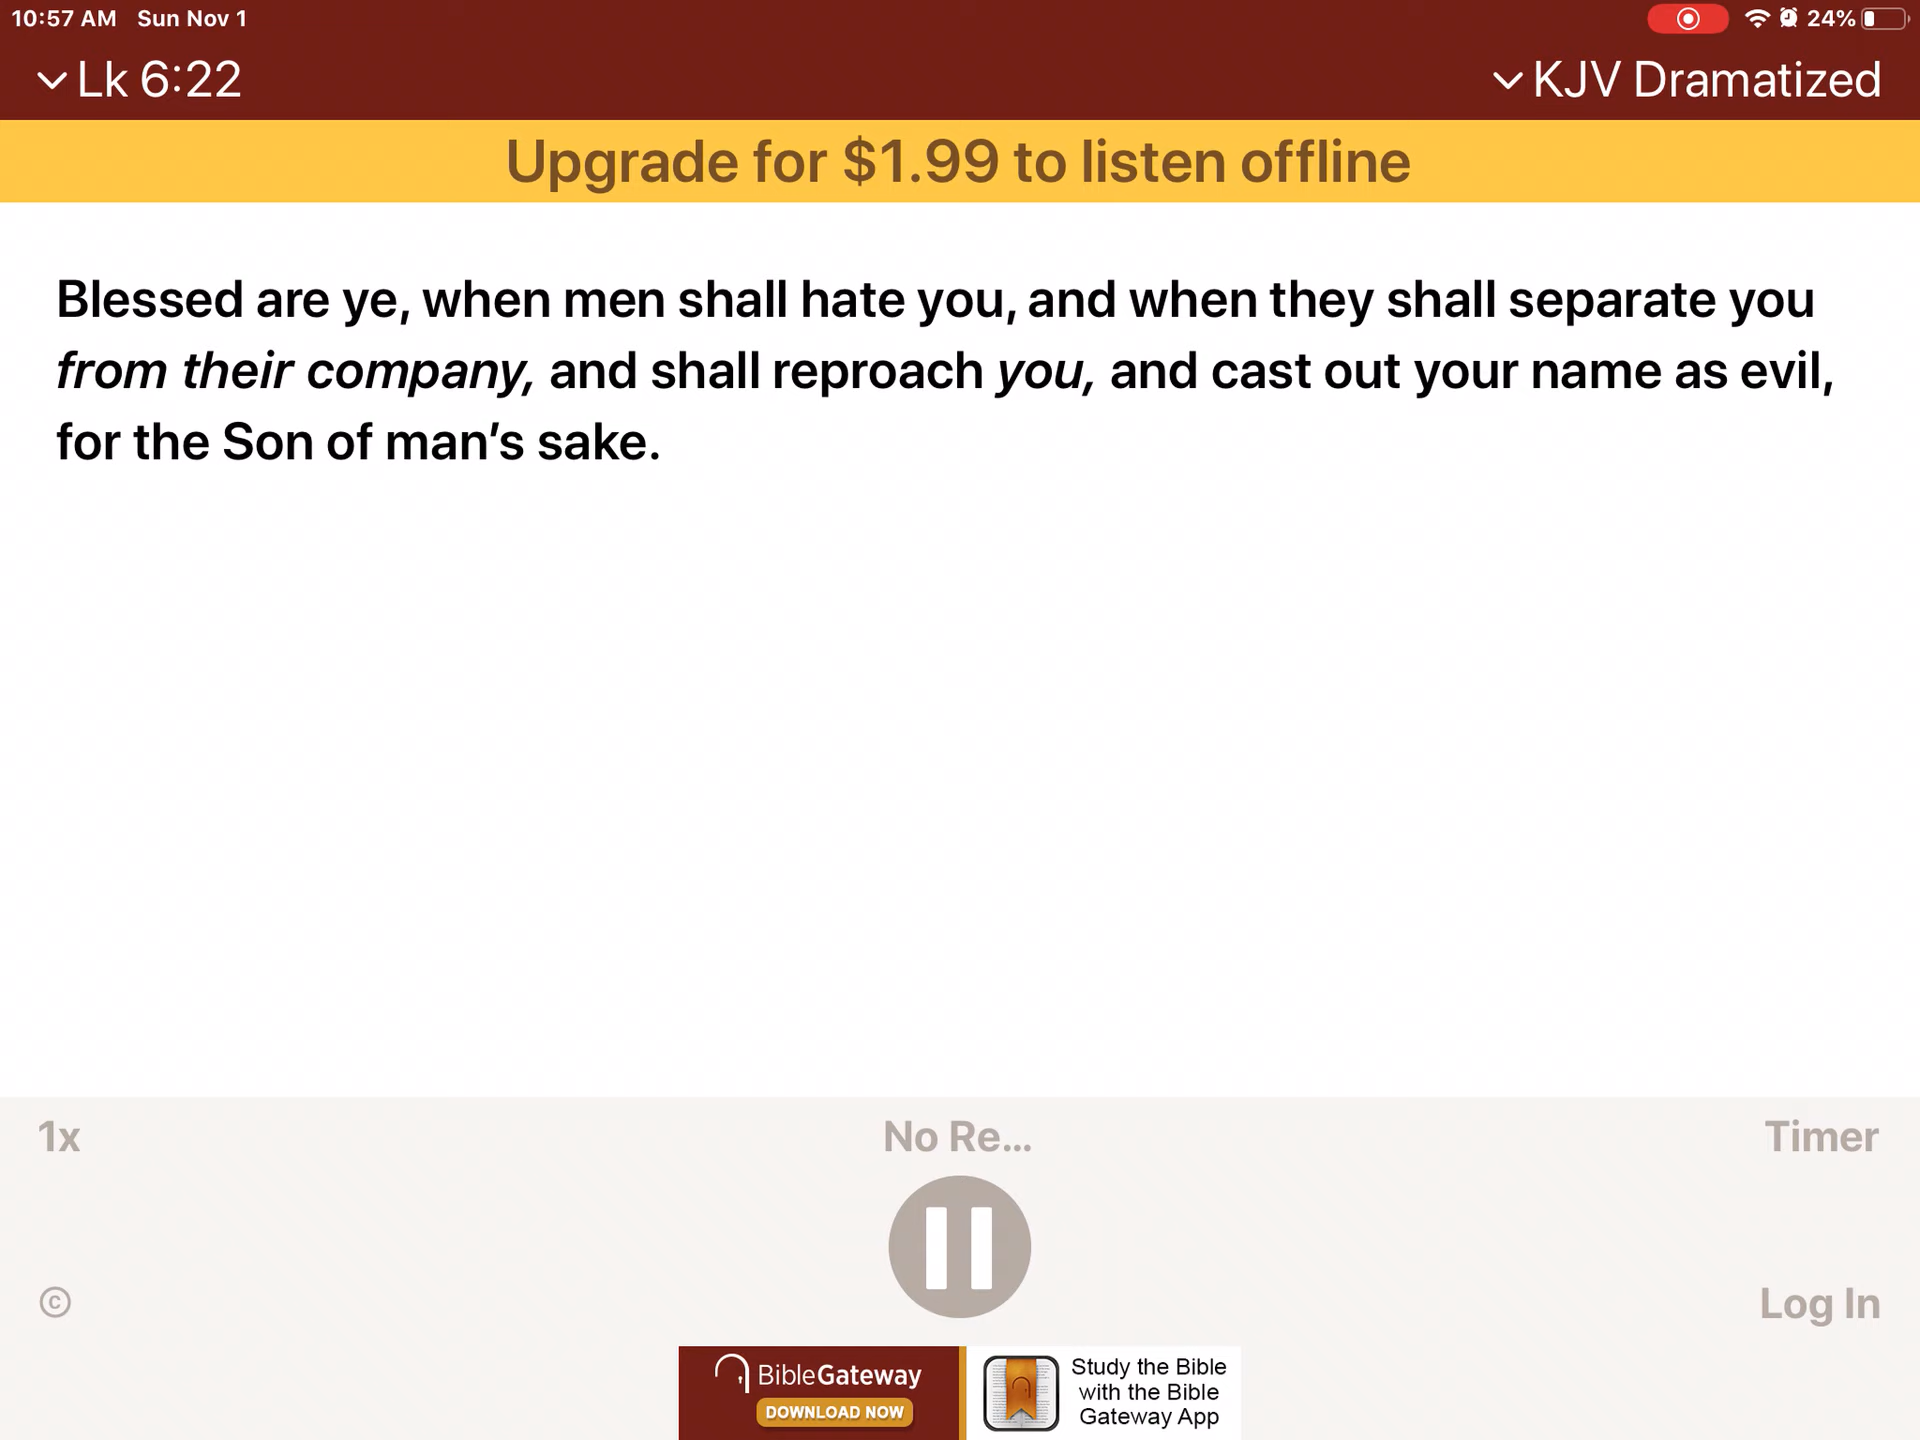 10:57 AM Sun Nov 1 24%
Lk 6:22 KJV Dramatized
Upgrade for $1.99 to listen offline
Blessed are ye, when men shall hate you, and when they shall separate you
from their company, and shall reproach you, and cast out your name as evil,
for the Son of man's sake.
1x No Re... Timer
© Log In
BibleGateway
DOWNLOAD NOW
Study the Bible
with the Bible
Gateway App